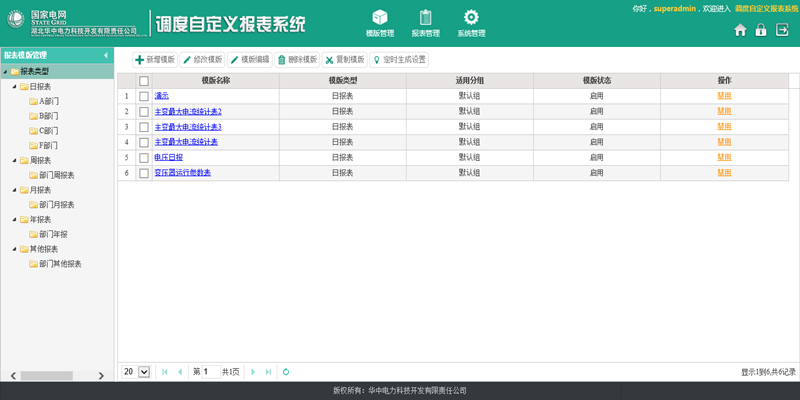 国家电网
STATE GRID
湖北华中电力科技开发有限责任公司
调度自定义报表系统
模版管理 报表管理 系统管理
你好，superadmin，欢迎进入 调度自定义报表系统
报表模版管理
报表类型
日报表
A部门
B部门
C部门
F部门
周报表
部门周报表
月报表
部门月报表
年报表
部门年报
其他报表
部门其他报表
新增模版 修改模版 模版编辑 删除模版 复制模版 定时生成设置
模版名称 模版类型 适用分组 模版状态 操作
1 演示 日报表 默认组 启用 禁用
2 主变最大电流统计表2 日报表 默认组 启用 禁用
3 主变最大电流统计表3 日报表 默认组 启用 禁用
4 主变最大电流统计表 日报表 默认组 启用 禁用
5 电压日报 日报表 默认组 启用 禁用
6 变压器运行参数表 日报表 默认组 启用 禁用
20 第 1 共1页 显示1到6,共6记录
版权所有：华中电力科技开发有限责任公司